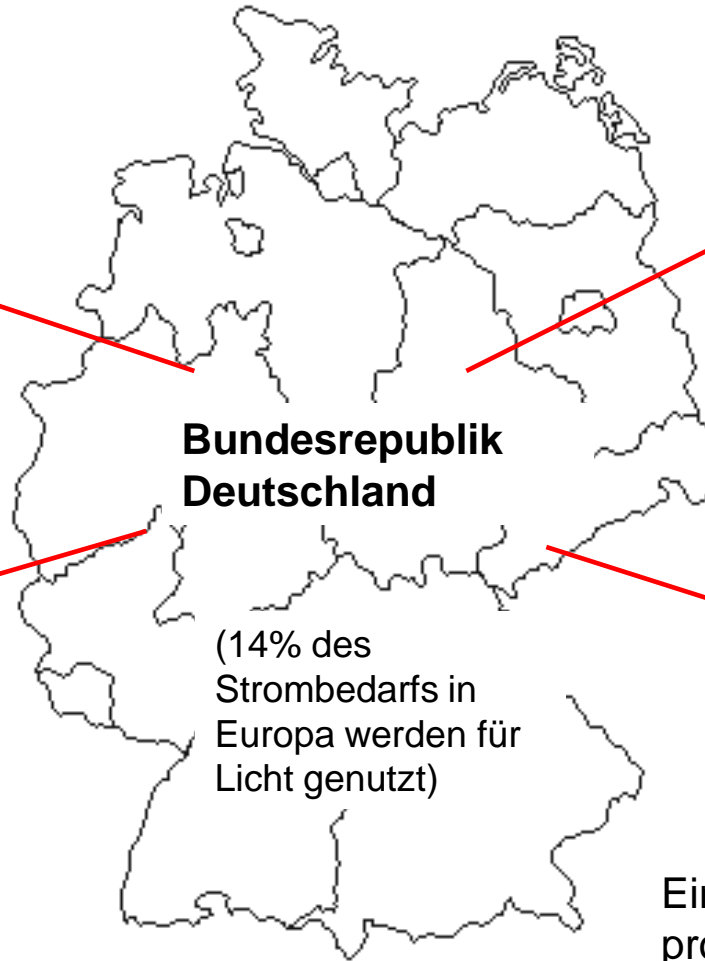 Bundesrepublik
Deutschland
(14% des
Strombedarfs in
Europa werden für
Licht genutzt)